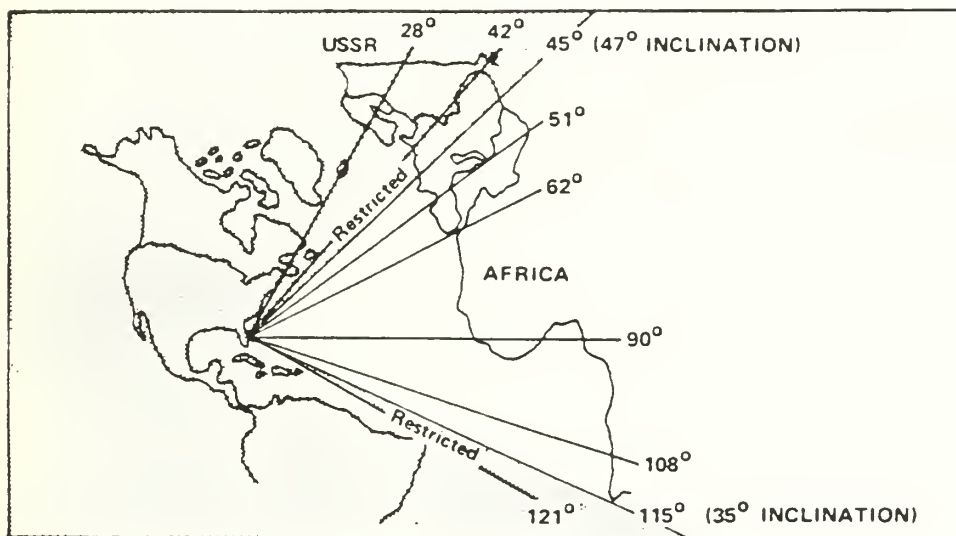 28°
42°
USSR
45° (47° INCLINATION)
51°
Restricted
62°
AFRICA
90°
Restricted
108°
121°
115° (35° INCLINATION)